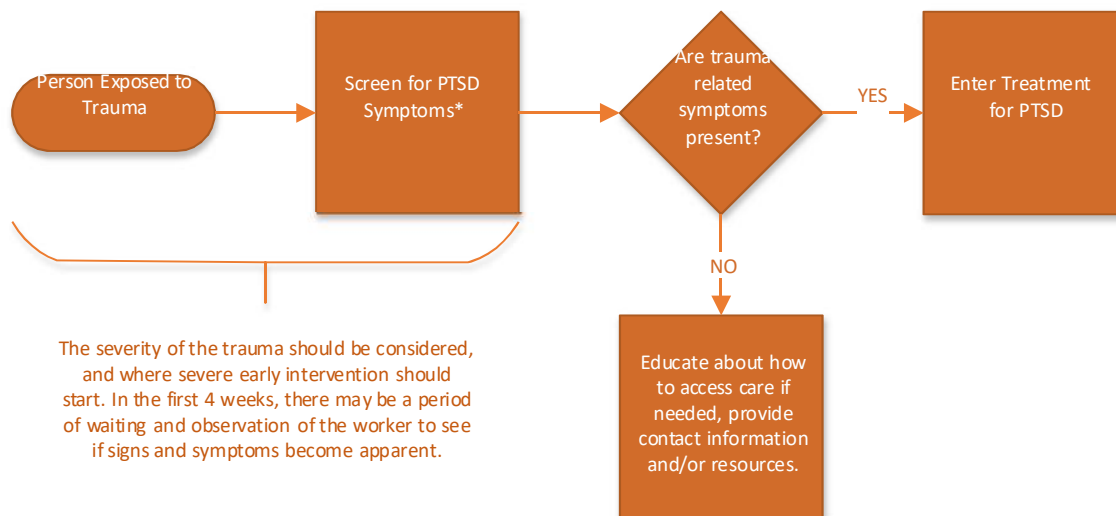 Person Exposed to
Trauma
Screen for PTSD
Symptoms*
Are trauma
related
symptoms
present?
YES
Enter Treatment
for PTSD
NO
Educate about how
to access care if
needed, provide
contact information
and/or resources.
The severity of the trauma should be considered,
and where severe early intervention should
start. In the first 4 weeks, there may be a period
of waiting and observation of the worker to see
if signs and symptoms become apparent.